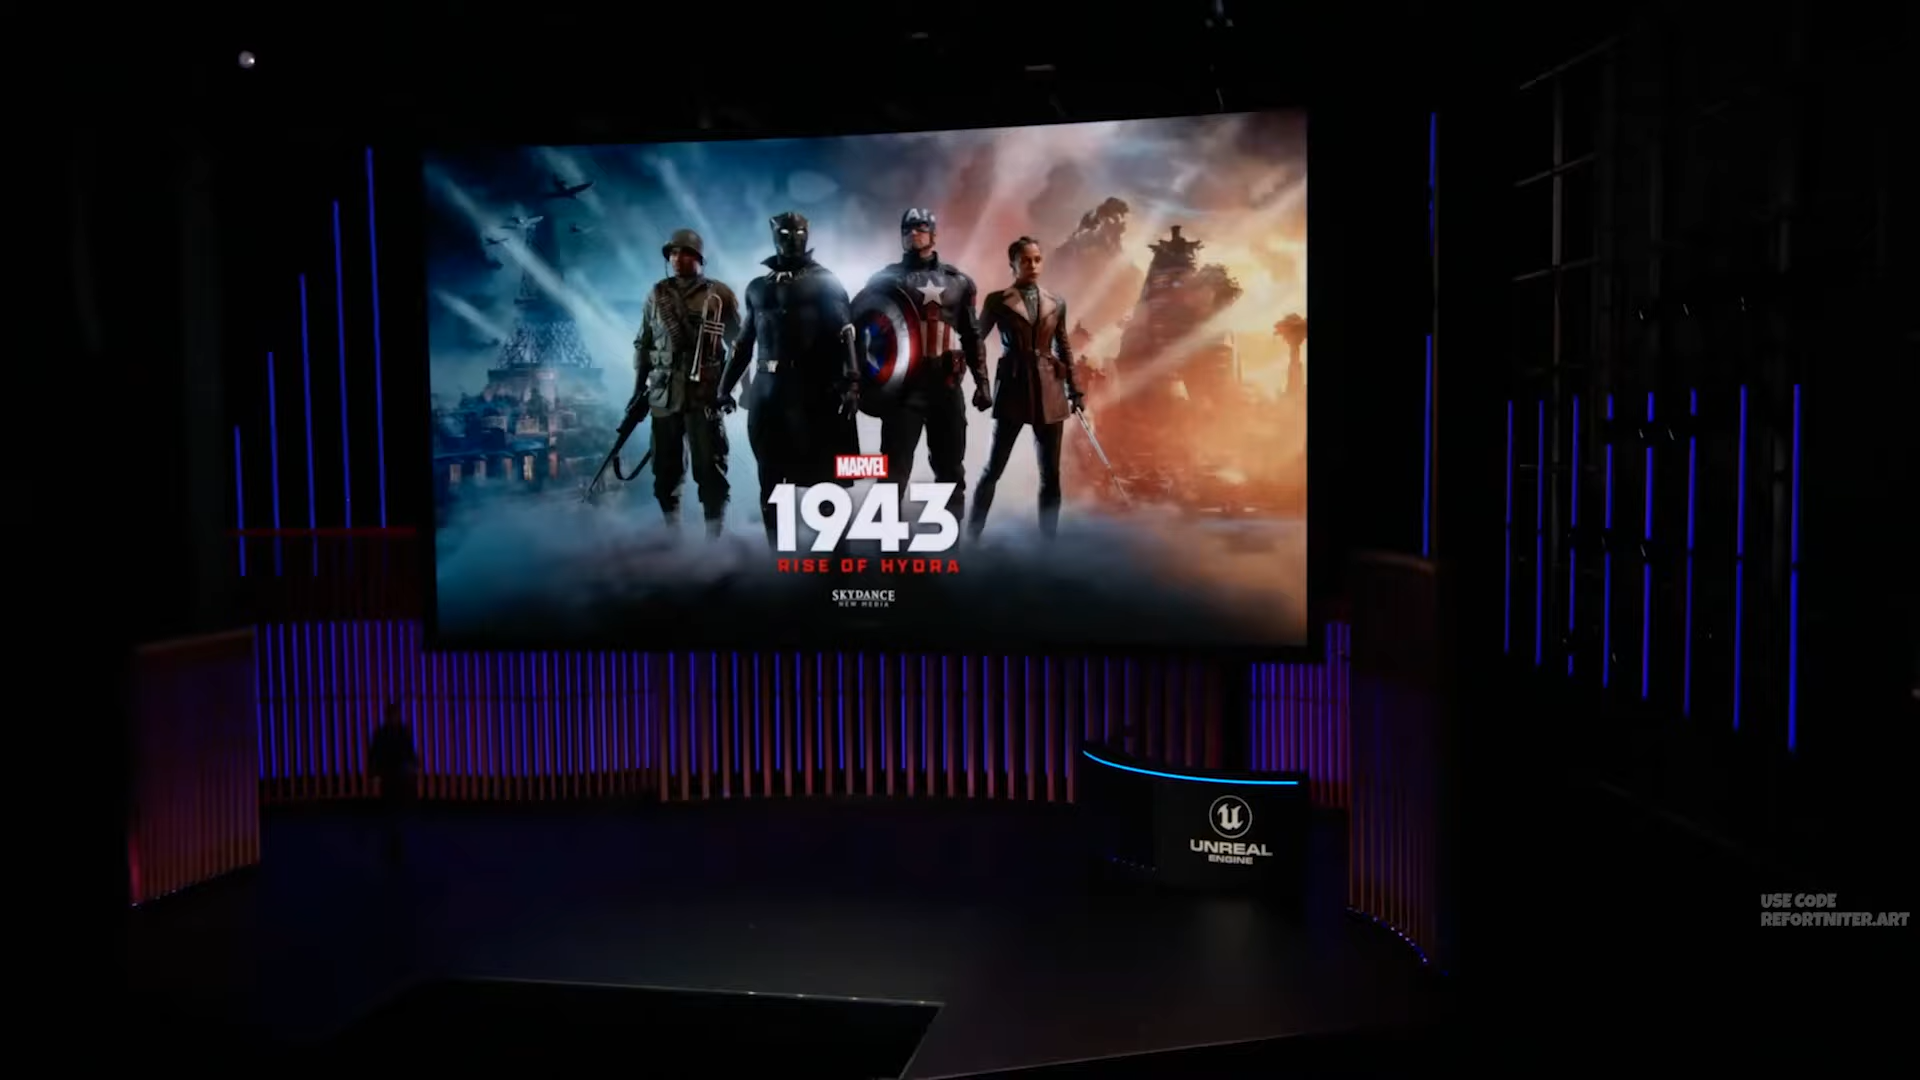 MARVEL
1943
RISE OF HYDRA
SKYDANCE
NEW MEDIA
UNREAL
ENGINE
USE CODE
REFORTNITER.ART